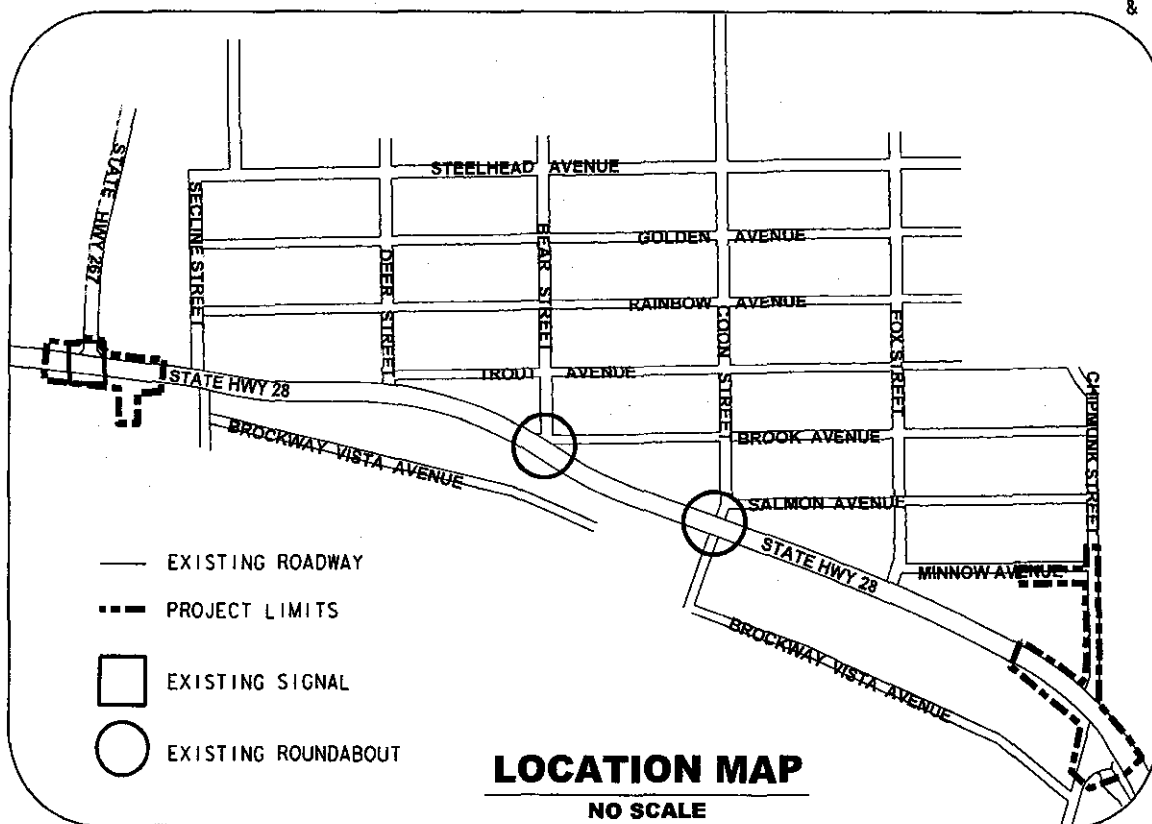 &
STATE HWY 267
SECLINE STREET
STEELHEAD AVENUE
DEER STREET
BEAR STREET
GOLDEN AVENUE
RAINBOW AVENUE
COON STREET
FOX STREET
TROUT AVENUE
CHIPMUNK STREET
STATE HWY 28
BROCKWAY VISTA AVENUE
BROOK AVENUE
SALMON AVENUE
STATE HWY 28
MINNOW AVENUE
BROCKWAY VISTA AVENUE
EXISTING ROADWAY
PROJECT LIMITS
EXISTING SIGNAL
EXISTING ROUNDABOUT
LOCATION MAP
NO SCALE